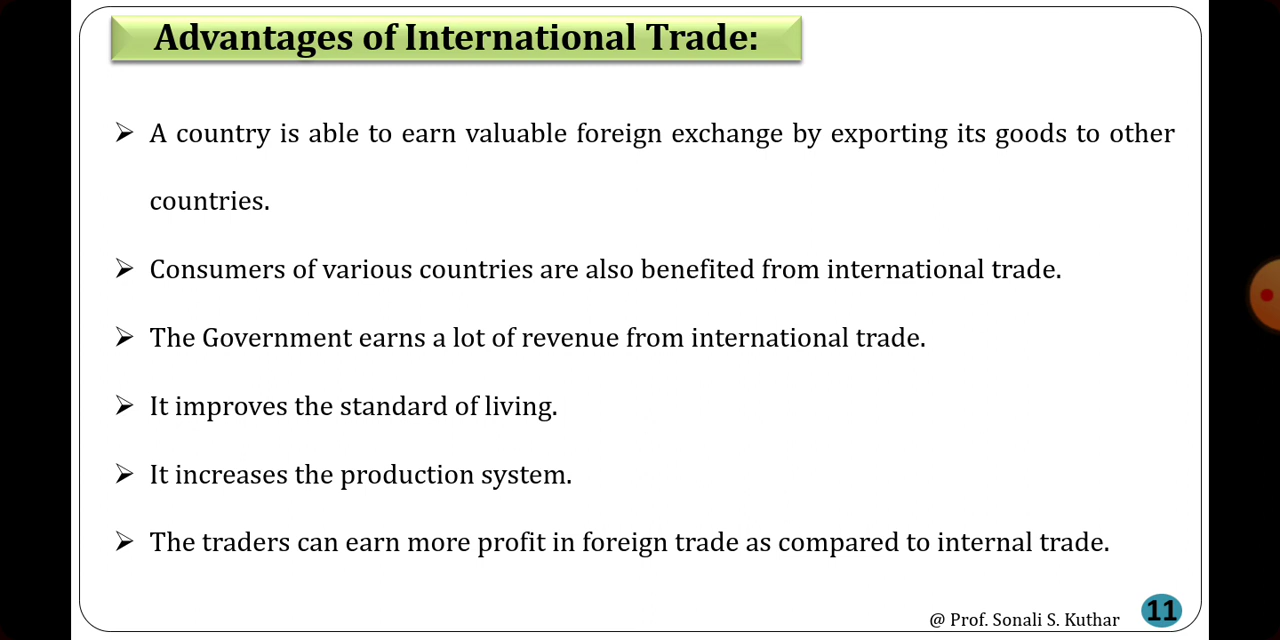 Advantages of International Trade:
➢ A country is able to earn valuable foreign exchange by exporting its goods to other
countries.
➢ Consumers of various countries are also benefited from international trade.
➢ The Government earns a lot of revenue from international trade.
➢ It improves the standard of living.
➢ It increases the production system.
➢ The traders can earn more profit in foreign trade as compared to internal trade.
@ Prof. Sonali S. Kuthar
11